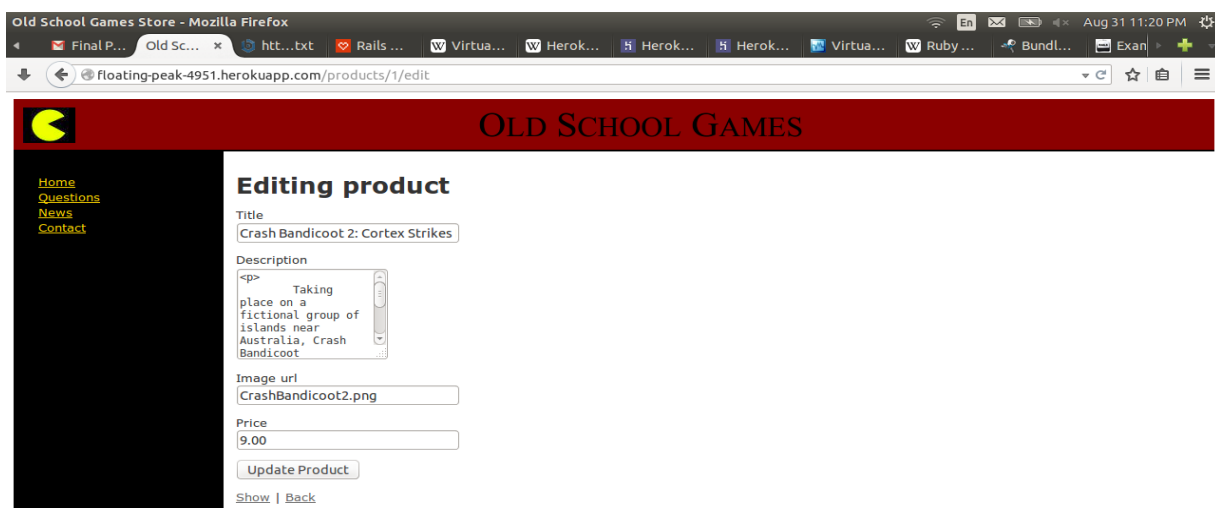 Old School Games Store - Mozilla Firefox
En
Aug 31 11:20 PM
Final P...
Old Sc...
htt...txt
Rails ...
Virtua...
Herok...
Herok...
Herok...
Virtua...
Ruby ...
Bundl...
Exan
floating-peak-4951.herokuapp.com/products/1/edit
OLD SCHOOL GAMES
Home
Questions
News
Contact
Editing product
Title
Crash Bandicoot 2: Cortex Strikes
Description
<p>
Taking
place on a
fictional group of
islands near
Australia, Crash
Bandicoot
Image url
CrashBandicoot2.png
Price
9.00
Update Product
Show | Back